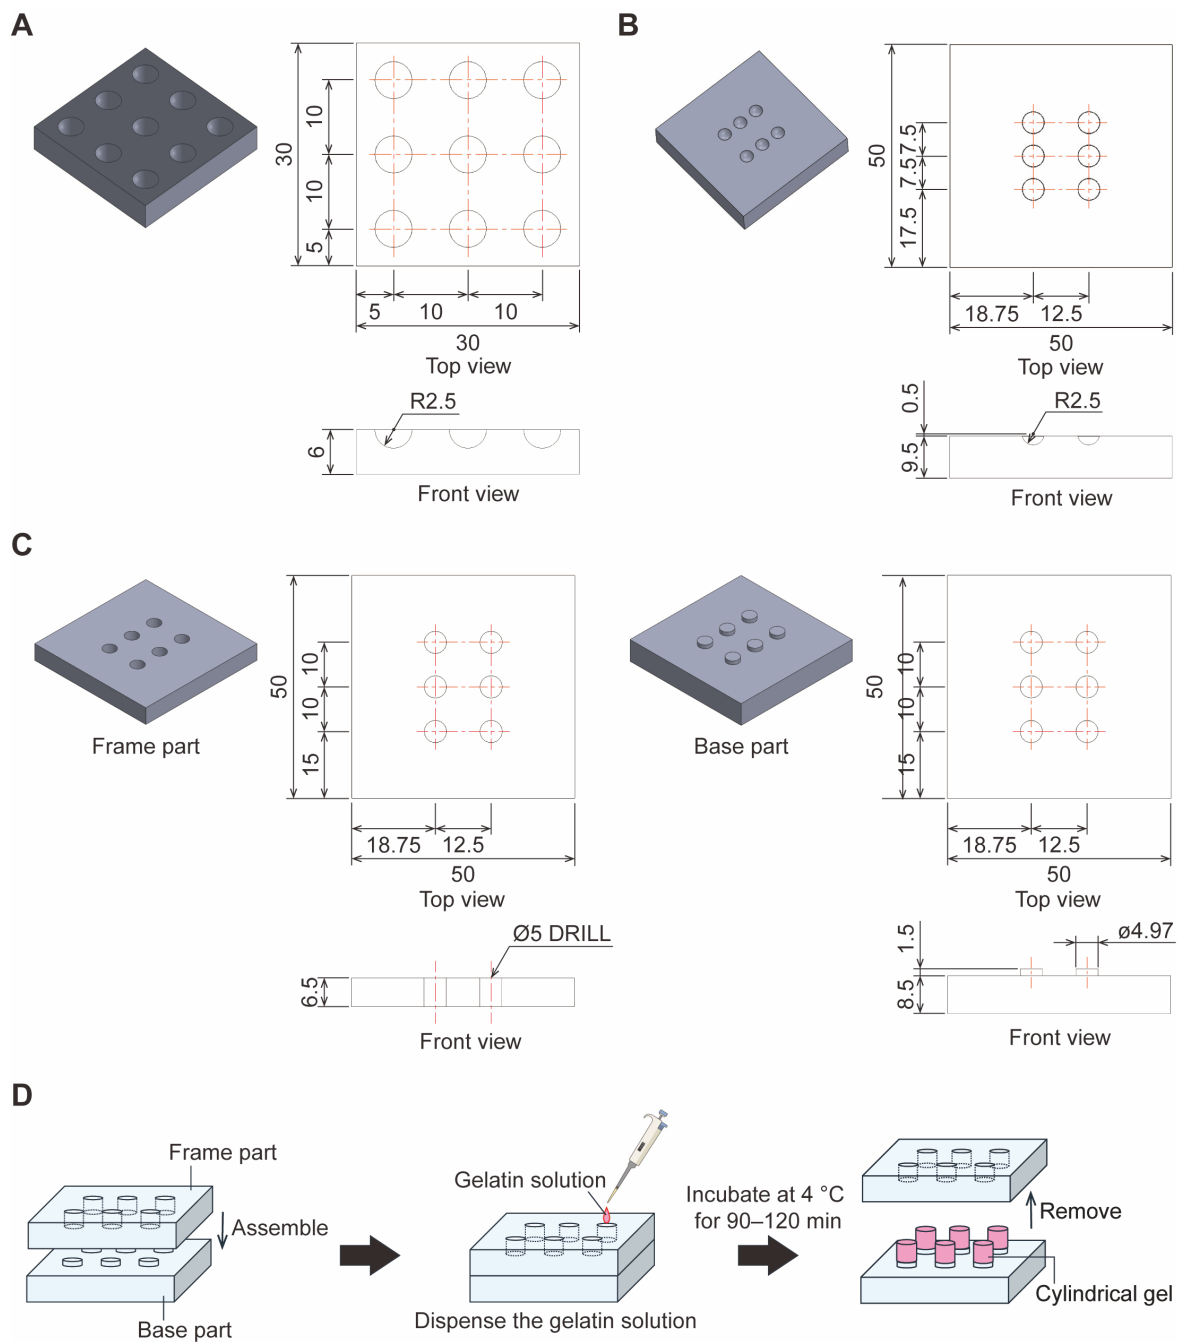 A
30
10
10
5
5
10
10
30
Top view
R2.5
6
Front view
B
50
7.5
7.5
17.5
18.75
12.5
50
Top view
0.5
R2.5
9.5
Front view
C
Frame part
50
10
10
15
18.75
12.5
50
Top view
Ø5 DRILL
6.5
Front view
Base part
50
10
10
15
18.75
12.5
50
Top view
1.5
ø4.97
8.5
Front view
D
Frame part
Assemble
Base part
Gelatin solution
Dispense the gelatin solution
Incubate at 4 °C
for 90–120 min
Remove
Cylindrical gel